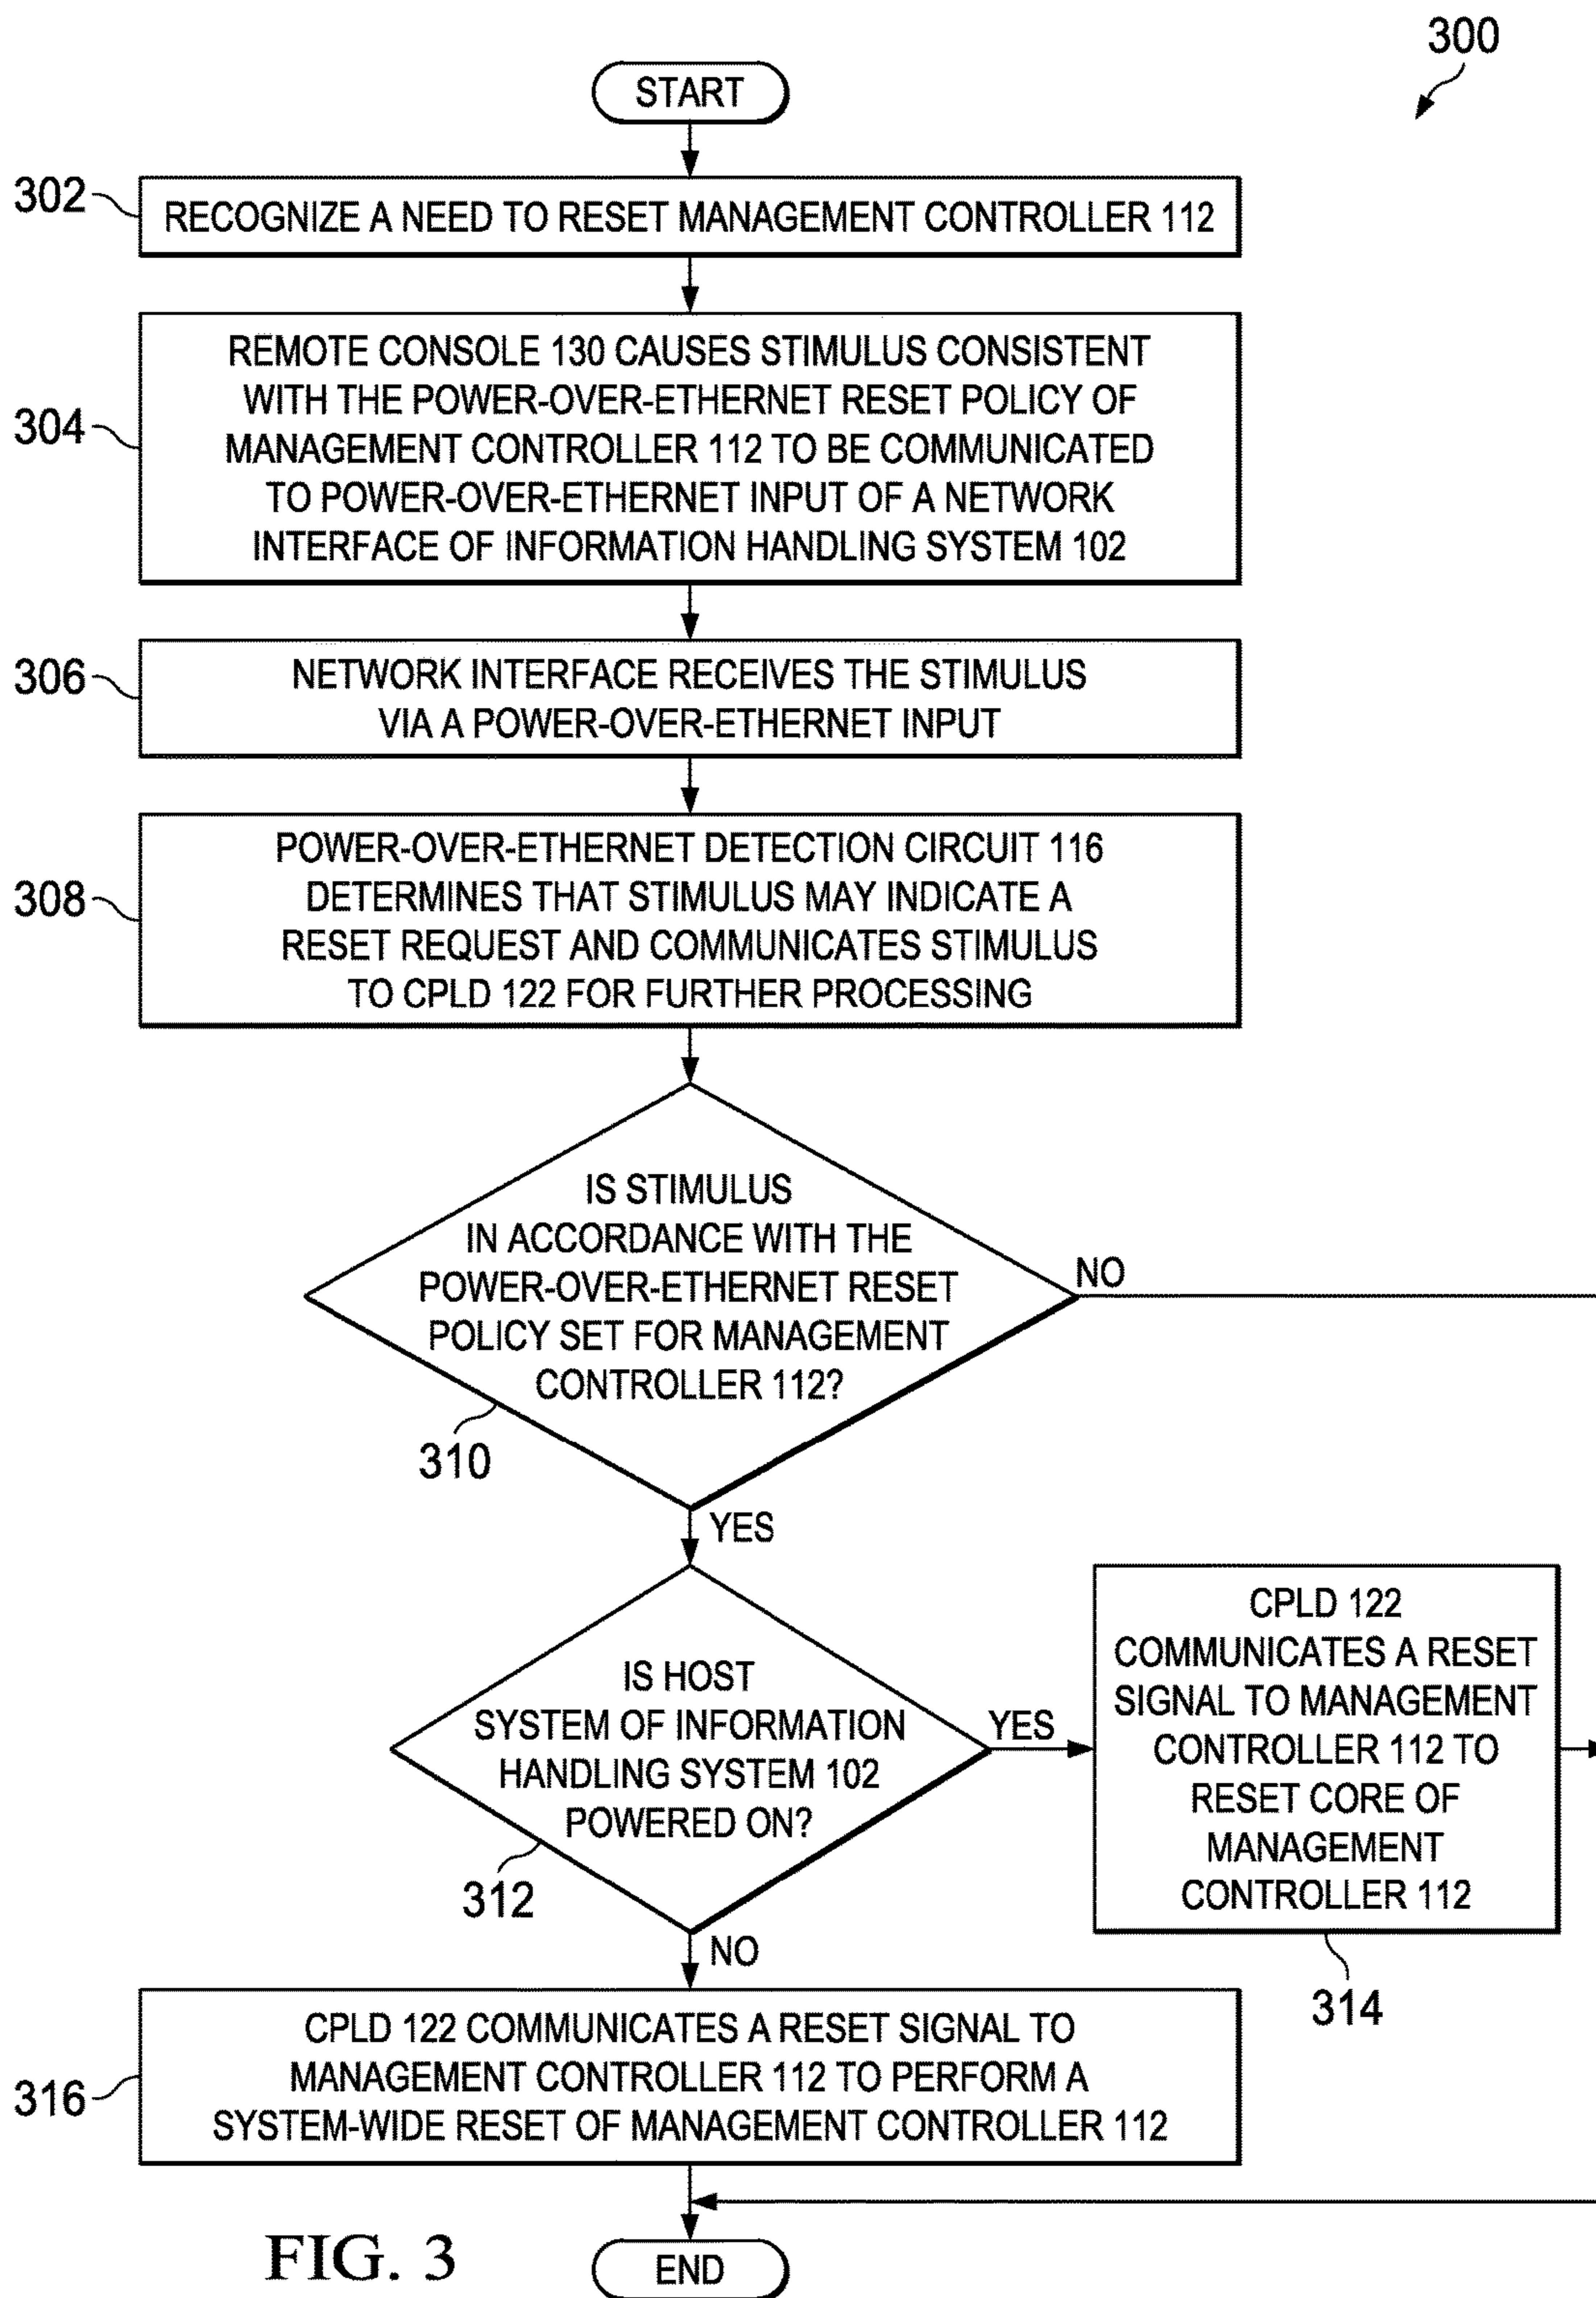 300
START
302
RECOGNIZE A NEED TO RESET MANAGEMENT CONTROLLER 112
REMOTE CONSOLE 130 CAUSES STIMULUS CONSISTENT
WITH THE POWER-OVER-ETHERNET RESET POLICY OF
304
MANAGEMENT CONTROLLER 112 TO BE COMMUNICATED
TO POWER-OVER-ETHERNET INPUT OF A NETWORK
INTERFACE OF INFORMATION HANDLING SYSTEM 102
306
NETWORK INTERFACE RECEIVES THE STIMULUS
VIA A POWER-OVER-ETHERNET INPUT
308
POWER-OVER-ETHERNET DETECTION CIRCUIT 116
DETERMINES THAT STIMULUS MAY INDICATE A
RESET REQUEST AND COMMUNICATES STIMULUS
TO CPLD 122 FOR FURTHER PROCESSING
IS STIMULUS
IN ACCORDANCE WITH THE
POWER-OVER-ETHERNET RESET
POLICY SET FOR MANAGEMENT
CONTROLLER 112?
NO
310
YES
IS HOST
SYSTEM OF INFORMATION
HANDLING SYSTEM 102
POWERED ON?
YES
312
NO
CPLD 122
COMMUNICATES A RESET
SIGNAL TO MANAGEMENT
CONTROLLER 112 TO
RESET CORE OF
MANAGEMENT
CONTROLLER 112
314
316
CPLD 122 COMMUNICATES A RESET SIGNAL TO
MANAGEMENT CONTROLLER 112 TO PERFORM A
SYSTEM-WIDE RESET OF MANAGEMENT CONTROLLER 112
FIG. 3
END